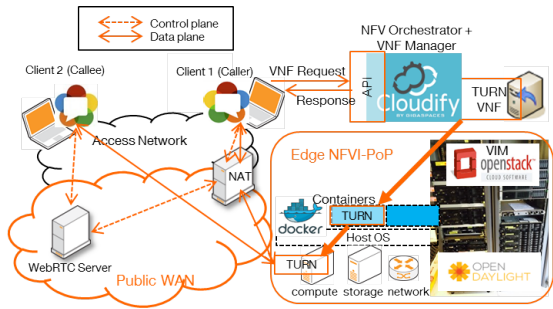 Control plane
Data plane
NFV Orchestrator +
VNF Manager
Client 2 (Callee)
Client 1 (Caller)
VNF Request
Response
API
Cloudify
BY GIGASPACES
TURN
VNF
Access Network
NAT
Edge NFVI-PoP
VIM
openstack
CLOUD SOFTWARE
Containers
TURN
docker
Host OS
WebRTC Server
Public WAN
TURN
compute
storage
network
OPEN
DAYLIGHT